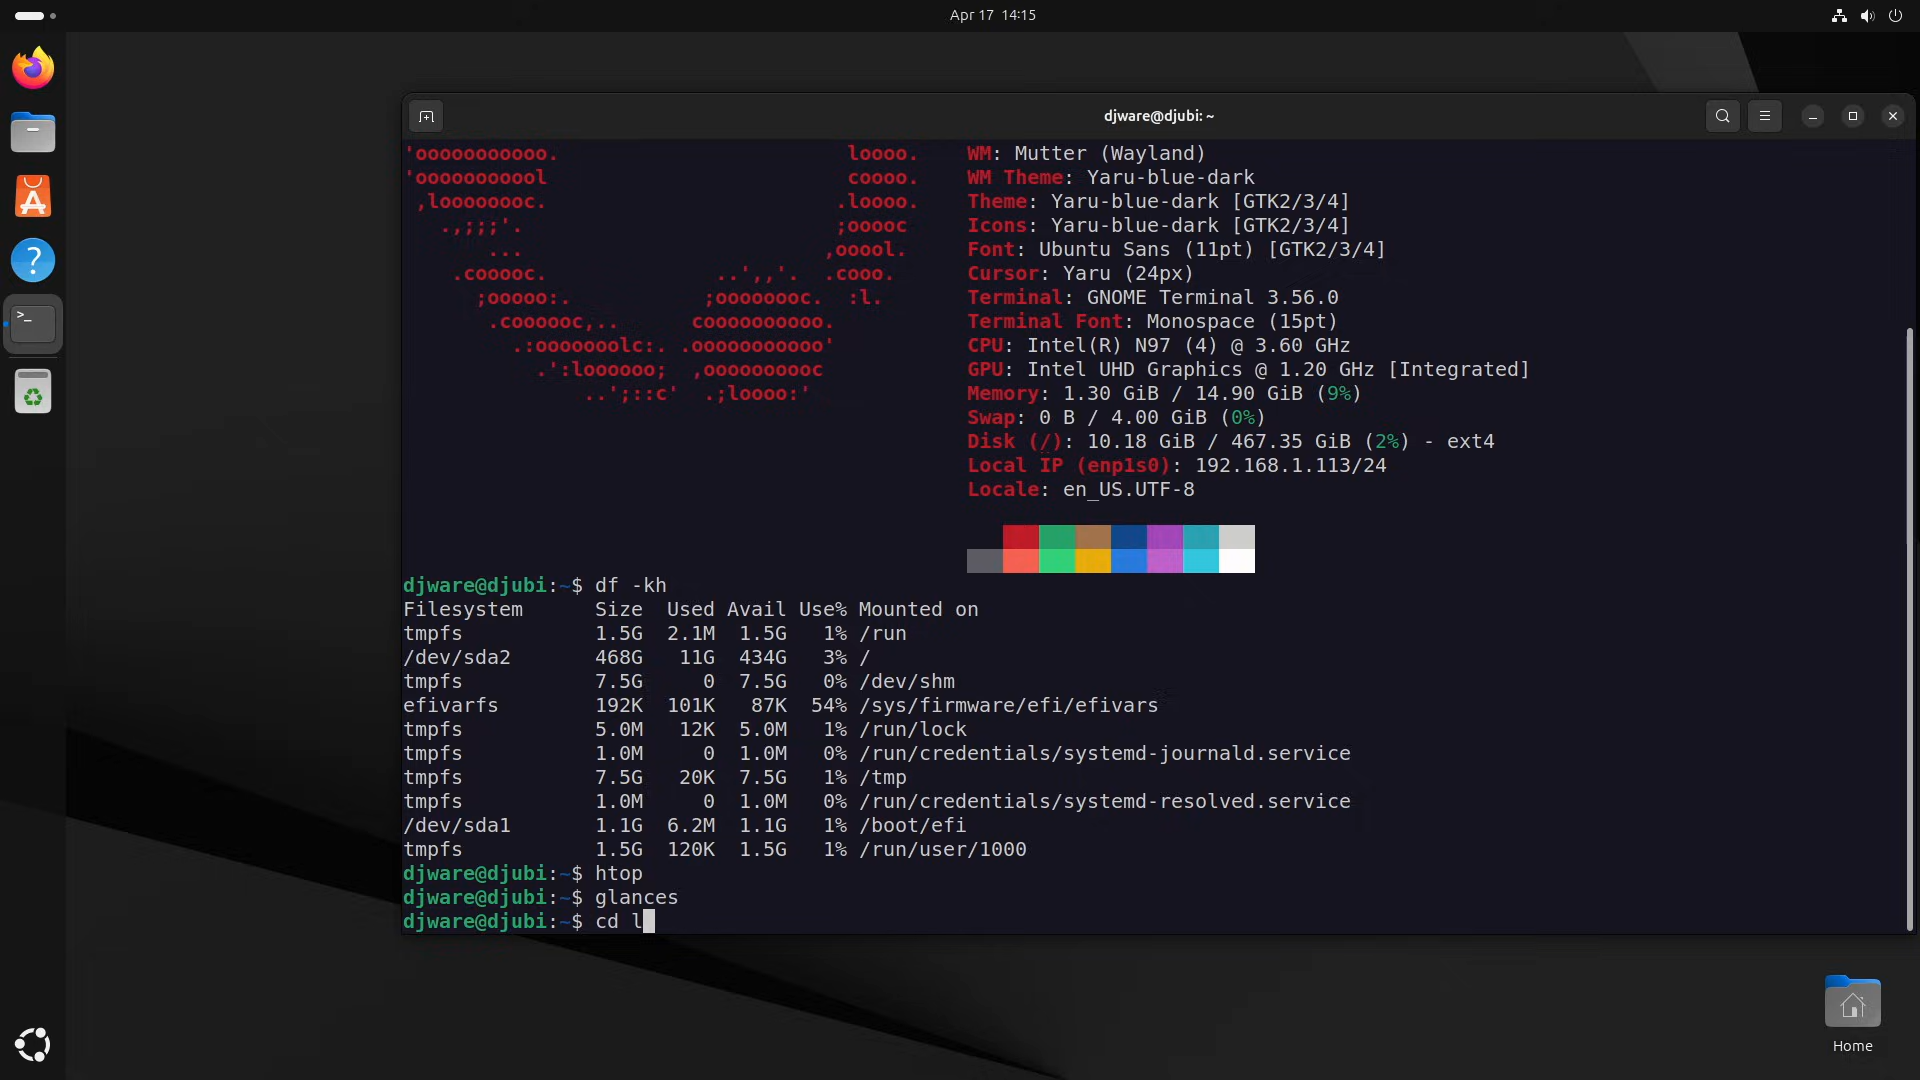 Apr 17 14:15
djware@djubi: ~
'ooooooooooo. loooo. WM: Mutter (Wayland)
'ooooooooool coooo. WM Theme: Yaru-blue-dark
,loooooooc. .loooo. Theme: Yaru-blue-dark [GTK2/3/4]
.,;;;'. ;ooooc Icons: Yaru-blue-dark [GTK2/3/4]
... ,ooool. Font: Ubuntu Sans (11pt) [GTK2/3/4]
.cooooc. ..',,'. .cooo. Cursor: Yaru (24px)
;ooooo:. ;oooooooc. :l. Terminal: GNOME Terminal 3.56.0
.coooooc,.. coooooooooo. Terminal Font: Monospace (15pt)
.:ooooooolc:. .ooooooooooo' CPU: Intel(R) N97 (4) @ 3.60 GHz
.':loooooo; ,oooooooooc GPU: Intel UHD Graphics @ 1.20 GHz [Integrated]
..';::c' .;loooo:' Memory: 1.30 GiB / 14.90 GiB (9%)
Swap: 0 B / 4.00 GiB (0%)
Disk (/): 10.18 GiB / 467.35 GiB (2%) - ext4
Local IP (enp1s0): 192.168.1.113/24
Locale: en_US.UTF-8
djware@djubi:~$ df -kh
Filesystem Size Used Avail Use% Mounted on
tmpfs 1.5G 2.1M 1.5G 1% /run
/dev/sda2 468G 11G 434G 3% /
tmpfs 7.5G 0 7.5G 0% /dev/shm
efivarfs 192K 101K 87K 54% /sys/firmware/efi/efivars
tmpfs 5.0M 12K 5.0M 1% /run/lock
tmpfs 1.0M 0 1.0M 0% /run/credentials/systemd-journald.service
tmpfs 7.5G 20K 7.5G 1% /tmp
tmpfs 1.0M 0 1.0M 0% /run/credentials/systemd-resolved.service
/dev/sda1 1.1G 6.2M 1.1G 1% /boot/efi
tmpfs 1.5G 120K 1.5G 1% /run/user/1000
djware@djubi:~$ htop
djware@djubi:~$ glances
djware@djubi:~$ cd l
Home